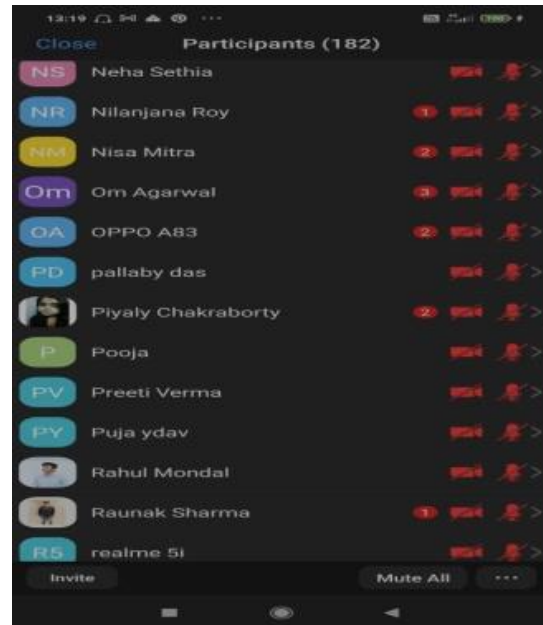 13:19
Close Participants (182)
NS Neha Sethia
NR Nilanjana Roy 1
NM Nisa Mitra 2
Om Om Agarwal 3
OA OPPO A83 2
PD pallaby das
Piyaly Chakraborty 2
P Pooja
PV Preeti Verma
PY Puja ydav
Rahul Mondal
Raunak Sharma 1
R5 realme 5i
Invite Mute All ...